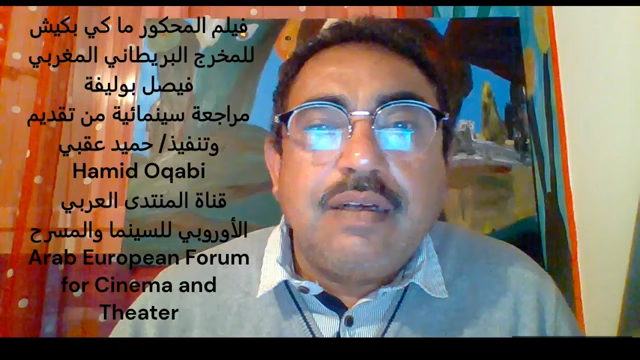 فيلم المحكور ما كي بكيش
للمخرج البريطاني المغربي
فيصل بوليفة
مراجعة سينمائية من تقديم
وتنفيذ/ حميد عقبي
Hamid Oqabi
قناة المنتدى العربي
الأوروبي للسينما والمسرح
Arab European Forum
for Cinema and
Theater